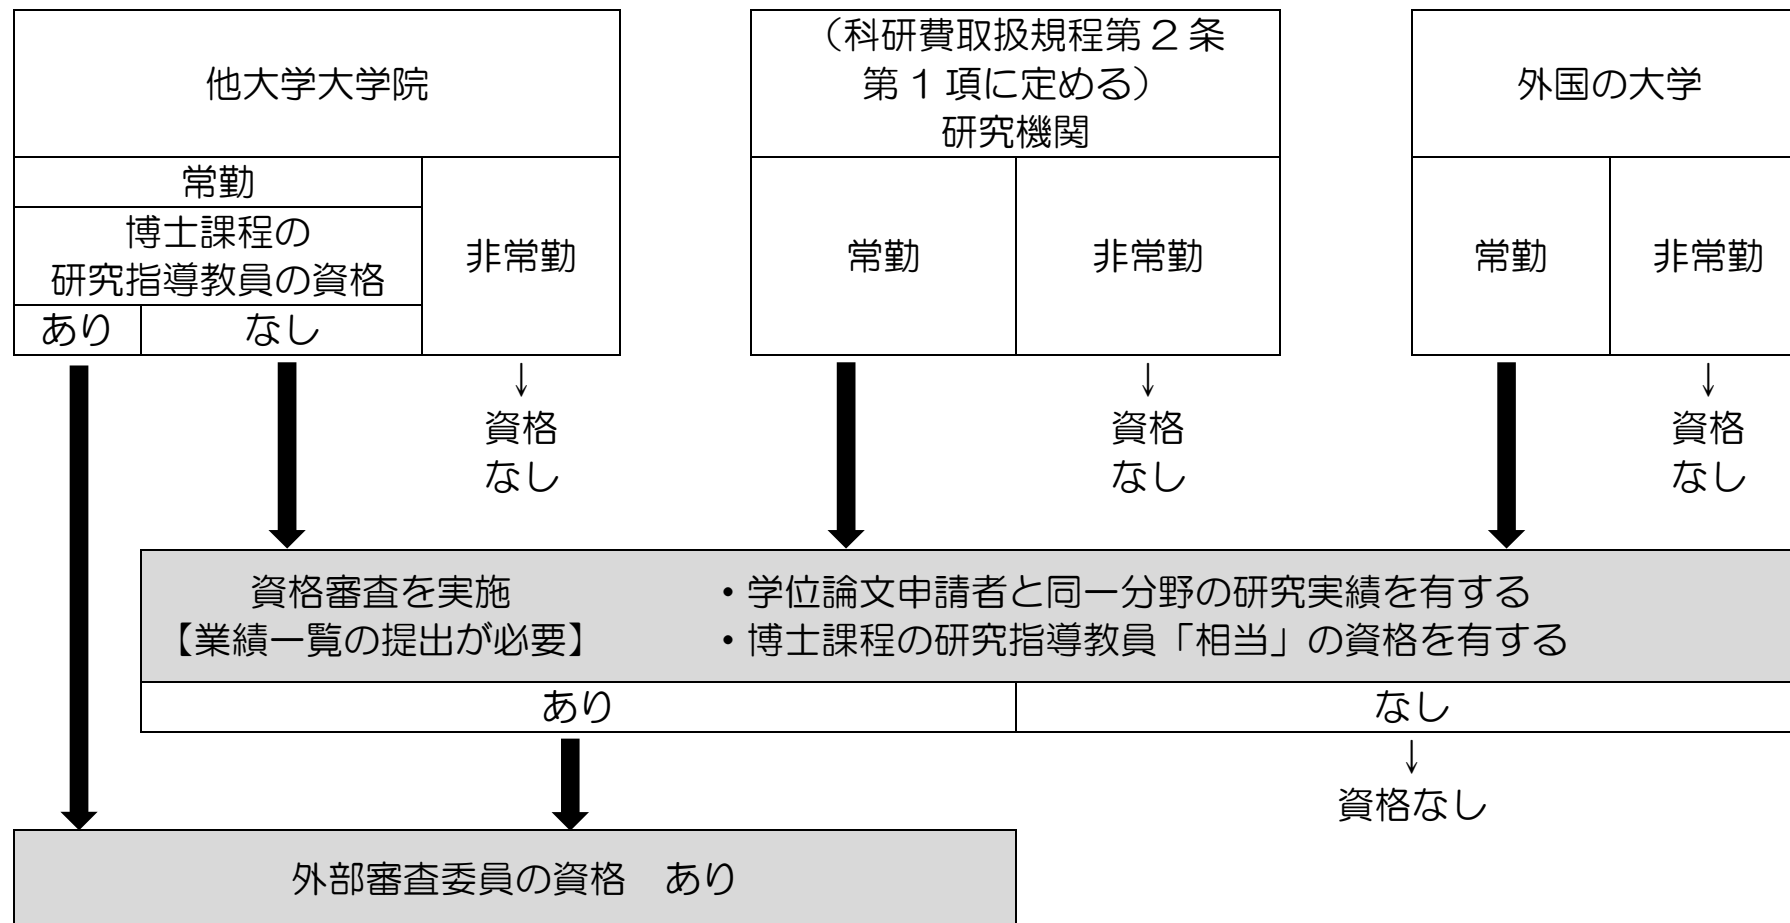 他大学大学院
常勤
博士課程の
研究指導教員の資格
あり
なし
非常勤
↓
資格
なし
（科研費取扱規程第２条
第１項に定める）
研究機関
常勤
非常勤
↓
資格
なし
外国の大学
常勤
非常勤
↓
資格
なし
資格審査を実施
【業績一覧の提出が必要】
・学位論文申請者と同一分野の研究実績を有する
・博士課程の研究指導教員「相当」の資格を有する
あり
なし
↓
資格なし
外部審査委員の資格　あり